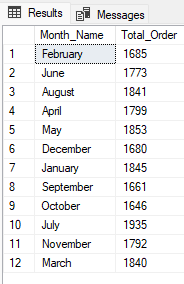 Results Messages
Month_Name Total_Order
1 February 1685
2 June 1773
3 August 1841
4 April 1799
5 May 1853
6 December 1680
7 January 1845
8 September 1661
9 October 1646
10 July 1935
11 November 1792
12 March 1840